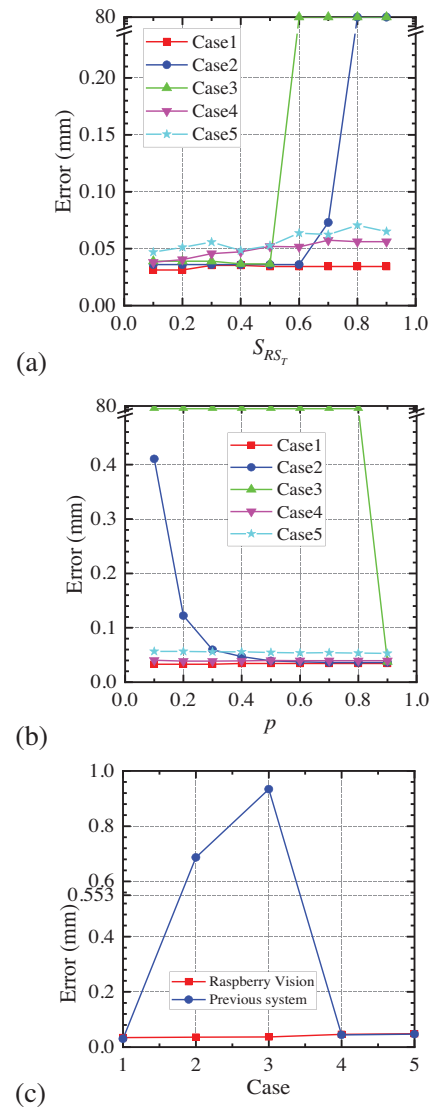 80
0.20
0.15
0.10
0.05
0.00
Error (mm)
Case1
Case2
Case3
Case4
Case5
0.0 0.2 0.4 0.6 0.8 1.0
S_{RS_T}
(a)
80
0.4
0.3
0.2
0.1
0.0
Error (mm)
Case1
Case2
Case3
Case4
Case5
0.0 0.2 0.4 0.6 0.8 1.0
p
(b)
1.0
0.8
0.6
0.553
0.4
0.2
0.0
Error (mm)
Raspberry Vision
Previous system
1 2 3 4 5
Case
(c)